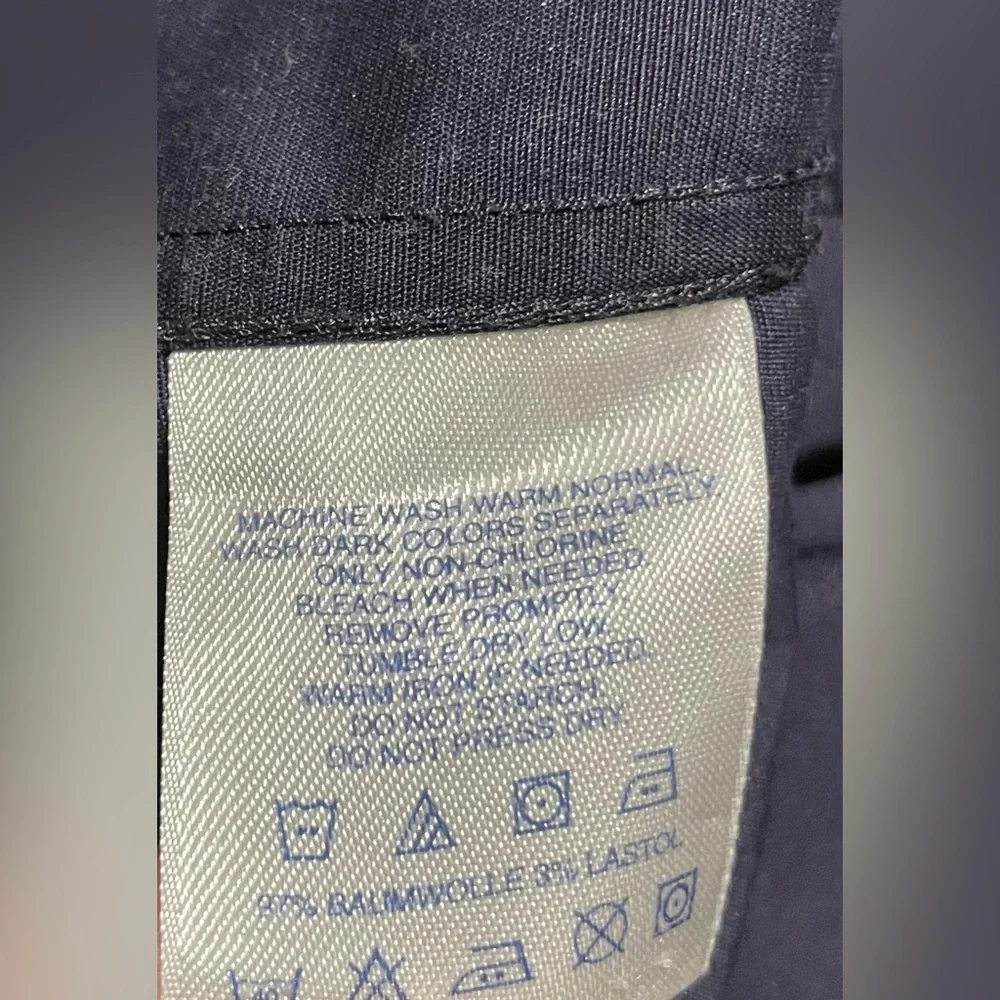 MACHINE WASH WARM NORMAL.
WASH DARK COLORS SEPARATELY.
ONLY NON-CHLORINE
BLEACH WHEN NEEDED.
REMOVE PROMPTLY
TUMBLE DRY LOW
WARM IRON IF NEEDED.
DO NOT STARCH.
DO NOT PRESS DRY
97% BAUMWOLLE 3% LASTOL
40